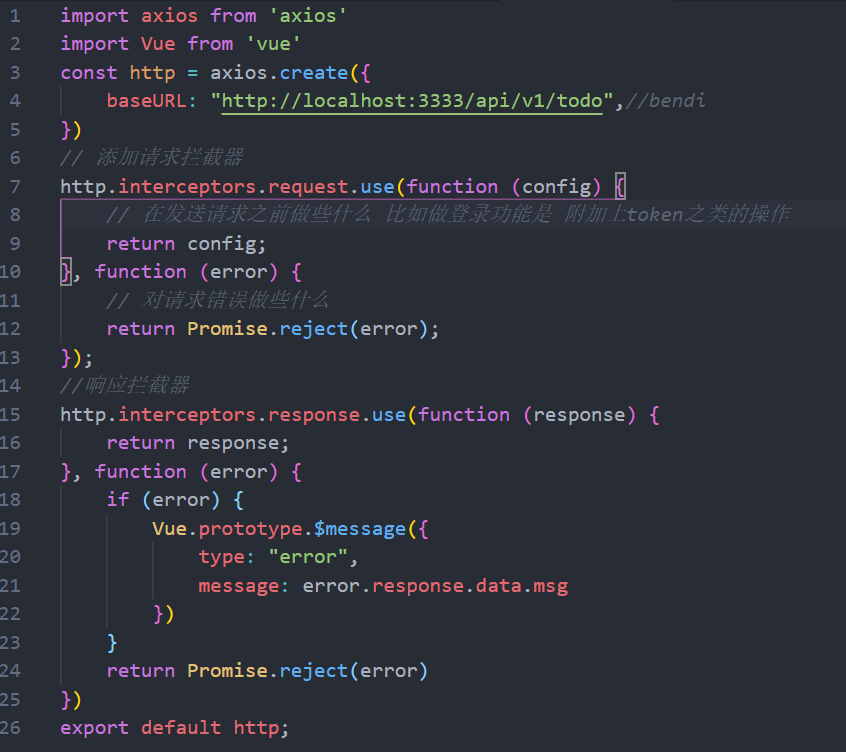 1 import axios from 'axios'
2 import Vue from 'vue'
3 const http = axios.create({
4     baseURL: "http://localhost:3333/api/v1/todo",//bendi
5 })
6 // 添加请求拦截器
7 http.interceptors.request.use(function (config) {
8     // 在发送请求之前做些什么 比如做登录功能是 附加上token之类的操作
9     return config;
10 }, function (error) {
11     // 对请求错误做些什么
12     return Promise.reject(error);
13 });
14 //响应拦截器
15 http.interceptors.response.use(function (response) {
16     return response;
17 }, function (error) {
18     if (error) {
19         Vue.prototype.$message({
20             type: "error",
21             message: error.response.data.msg
22         })
23     }
24     return Promise.reject(error)
25 })
26 export default http;